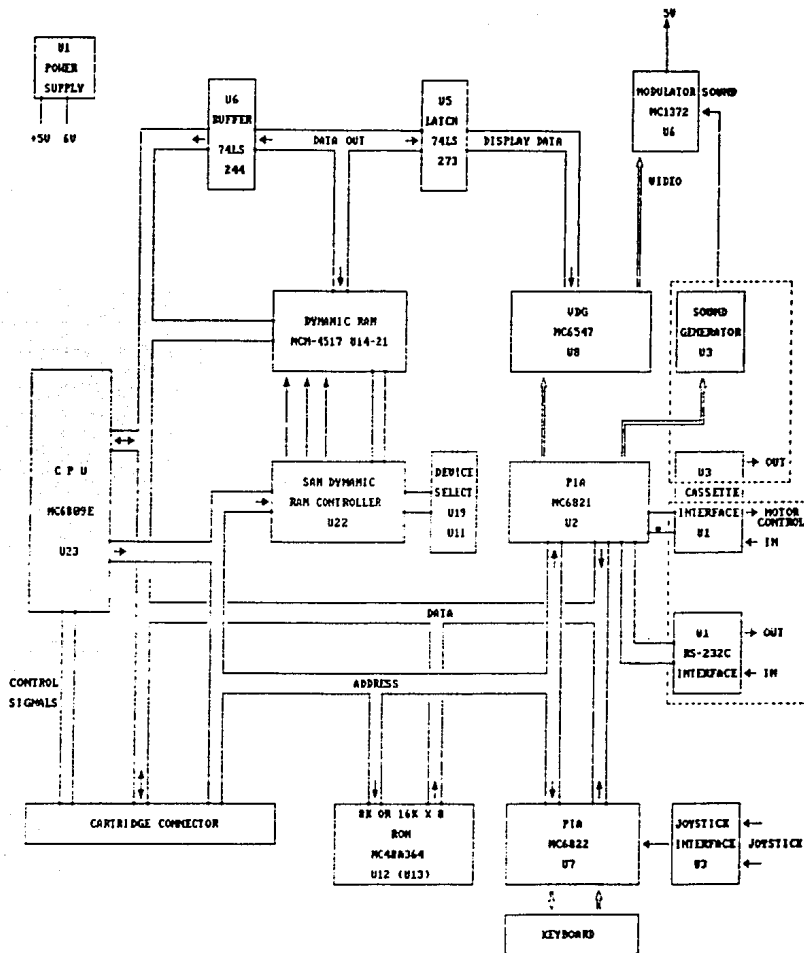 5V
U1
POWER
SUPPLY
+5V 6V
U6
BUFFER
74LS
244
DATA OUT
U5
LATCH
74LS
273
DISPLAY DATA
MODULATOR SOUND
MC1372
U6
VIDIO
DYNAMIC RAM
MCM-4517 U14-21
VDG
MC6547
U8
SOUND
GENERATOR
U3
C P U
MC6809E
U23
SAM DYNAMIC
RAM CONTROLLER
U22
DEVICE
SELECT
U19
U11
PIA
MC6821
U2
U3
OUT
CASSETTE
INTERFACE
U1
MOTOR
CONTROL
IN
DATA
U1
RS-232C
INTERFACE
OUT
IN
CONTROL
SIGNALS
ADDRESS
CARTRIDGE CONNECTOR
8K OR 16K X 8
ROM
MC48A364
U12 (U13)
PIA
MC6822
U7
JOYSTICK
INTERFACE
U3
JOYSTICK
KEYBOARD